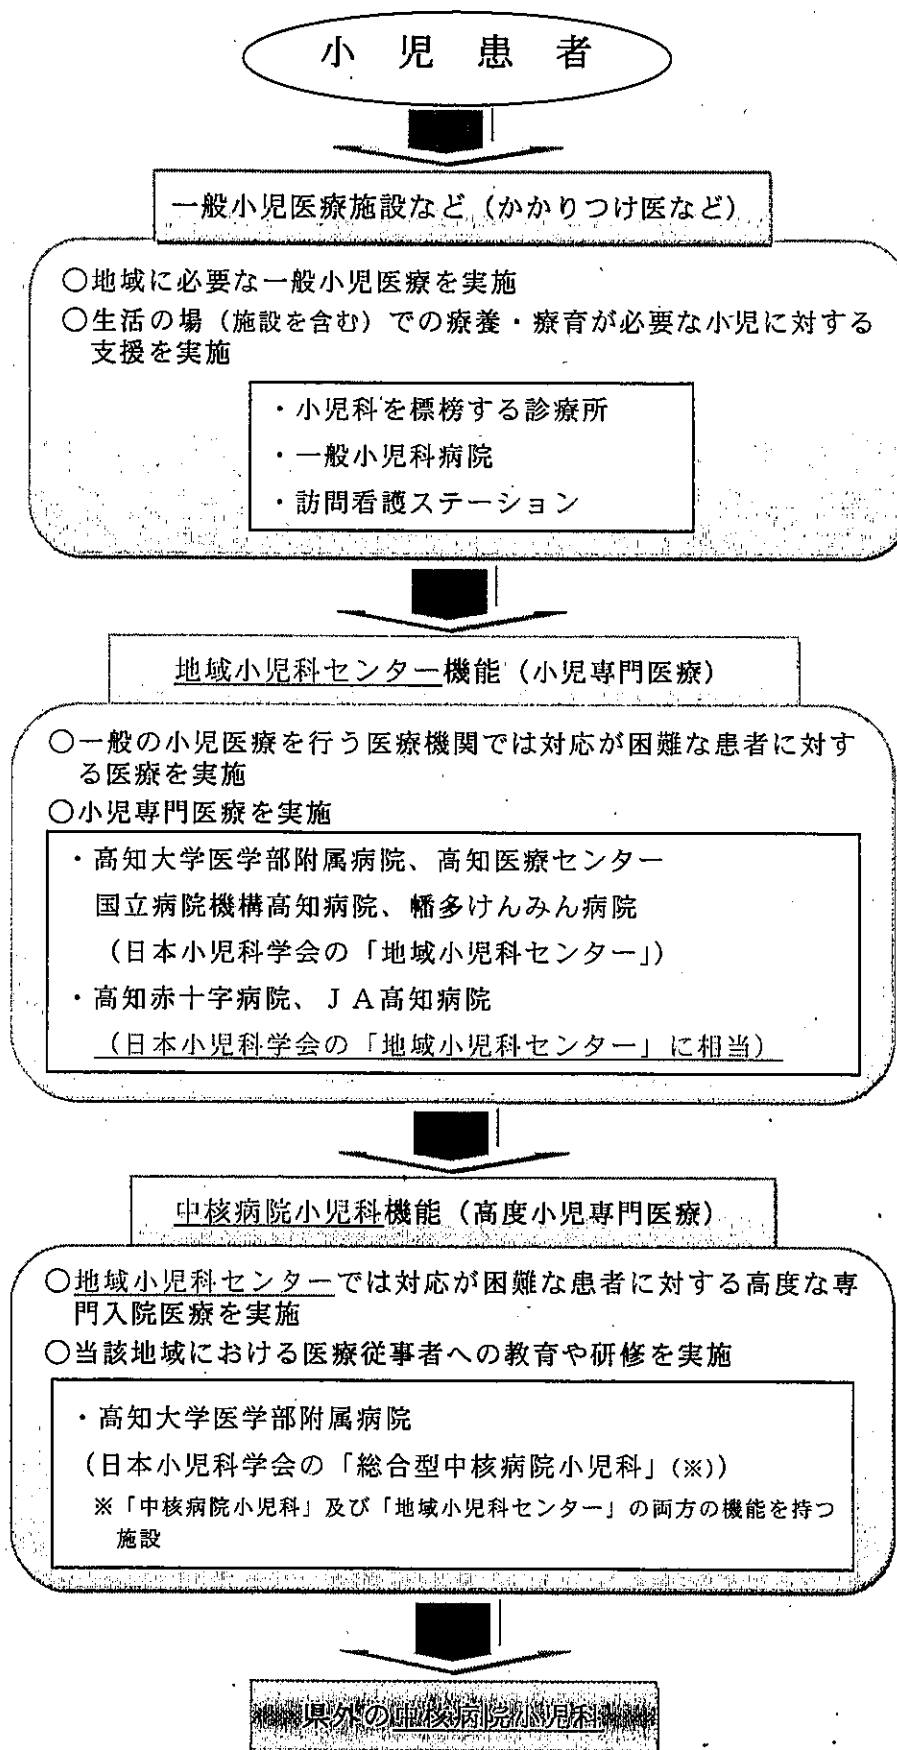 小児患者
一般小児医療施設など（かかりつけ医など）
○地域に必要な一般小児医療を実施
○生活の場（施設を含む）での療養・療育が必要な小児に対する
支援を実施
・小児科を標榜する診療所
・一般小児科病院
・訪問看護ステーション
地域小児科センター機能（小児専門医療）
○一般の小児医療を行う医療機関では対応が困難な患者に対す
る医療を実施
○小児専門医療を実施
・高知大学医学部附属病院、高知医療センター
国立病院機構高知病院、幡多けんみん病院
（日本小児科学会の「地域小児科センター」）
・高知赤十字病院、ＪＡ高知病院
（日本小児科学会の「地域小児科センター」に相当）
中核病院小児科機能（高度小児専門医療）
○地域小児科センターでは対応が困難な患者に対する高度な専
門入院医療を実施
○当該地域における医療従事者への教育や研修を実施
・高知大学医学部附属病院
（日本小児科学会の「総合型中核病院小児科」（※））
※「中核病院小児科」及び「地域小児科センター」の両方の機能を持つ
施設
県外の中核病院小児科